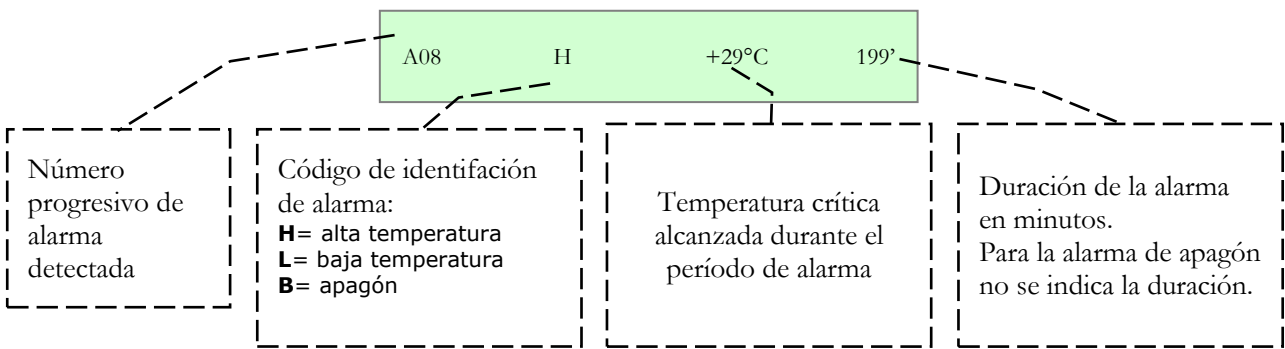 A08 H +29°C 199’
Número
progresivo de
alarma
detectada
Código de identifación
de alarma:
H= alta temperatura
L= baja temperatura
B= apagón
Temperatura crítica
alcanzada durante el
período de alarma
Duración de la alarma
en minutos.
Para la alarma de apagón
no se indica la duración.